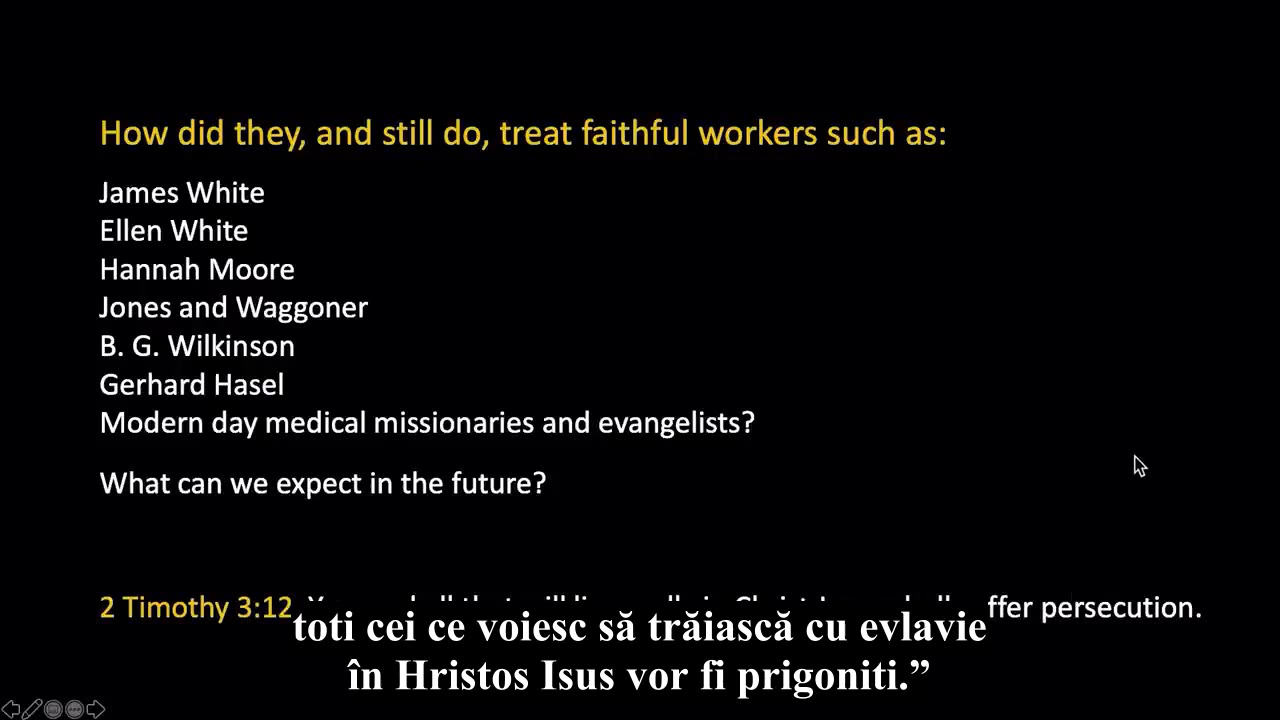 How did they, and still do, treat faithful workers such as:
James White
Ellen White
Hannah Moore
Jones and Waggoner
B. G. Wilkinson
Gerhard Hasel
Modern day medical missionaries and evangelists?
What can we expect in the future?
2 Timothy 3:12 ffer persecution.
toti cei ce voiesc să trăiască cu evlavie
în Hristos Isus vor fi prigoniti.”